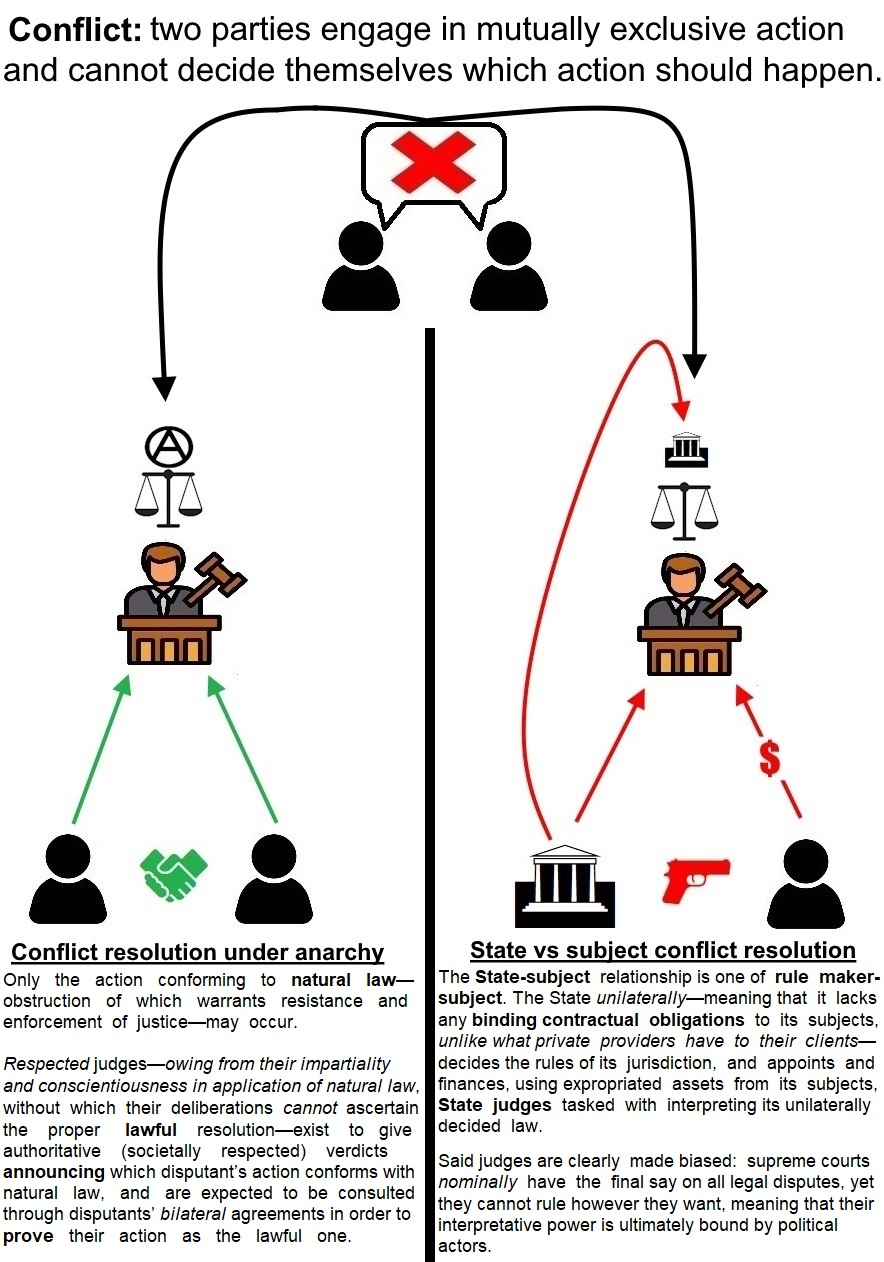 Conflict: two parties engage in mutually exclusive action
and cannot decide themselves which action should happen.
A
$
Conflict resolution under anarchy
Only the action conforming to natural law—
obstruction of which warrants resistance and
enforcement of justice—may occur.
Respected judges—owing from their impartiality
and conscientiousness in application of natural law,
without which their deliberations cannot ascertain
the proper lawful resolution—exist to give
authoritative (societally respected) verdicts
announcing which disputant's action conforms with
natural law, and are expected to be consulted
through disputants' bilateral agreements in order to
prove their action as the lawful one.
State vs subject conflict resolution
The State-subject relationship is one of rule maker-
subject. The State unilaterally—meaning that it lacks
any binding contractual obligations to its subjects,
unlike what private providers have to their clients—
decides the rules of its jurisdiction, and appoints and
finances, using expropriated assets from its subjects,
State judges tasked with interpreting its unilaterally
decided law.
Said judges are clearly made biased: supreme courts
nominally have the final say on all legal disputes, yet
they cannot rule however they want, meaning that their
interpretative power is ultimately bound by political
actors.